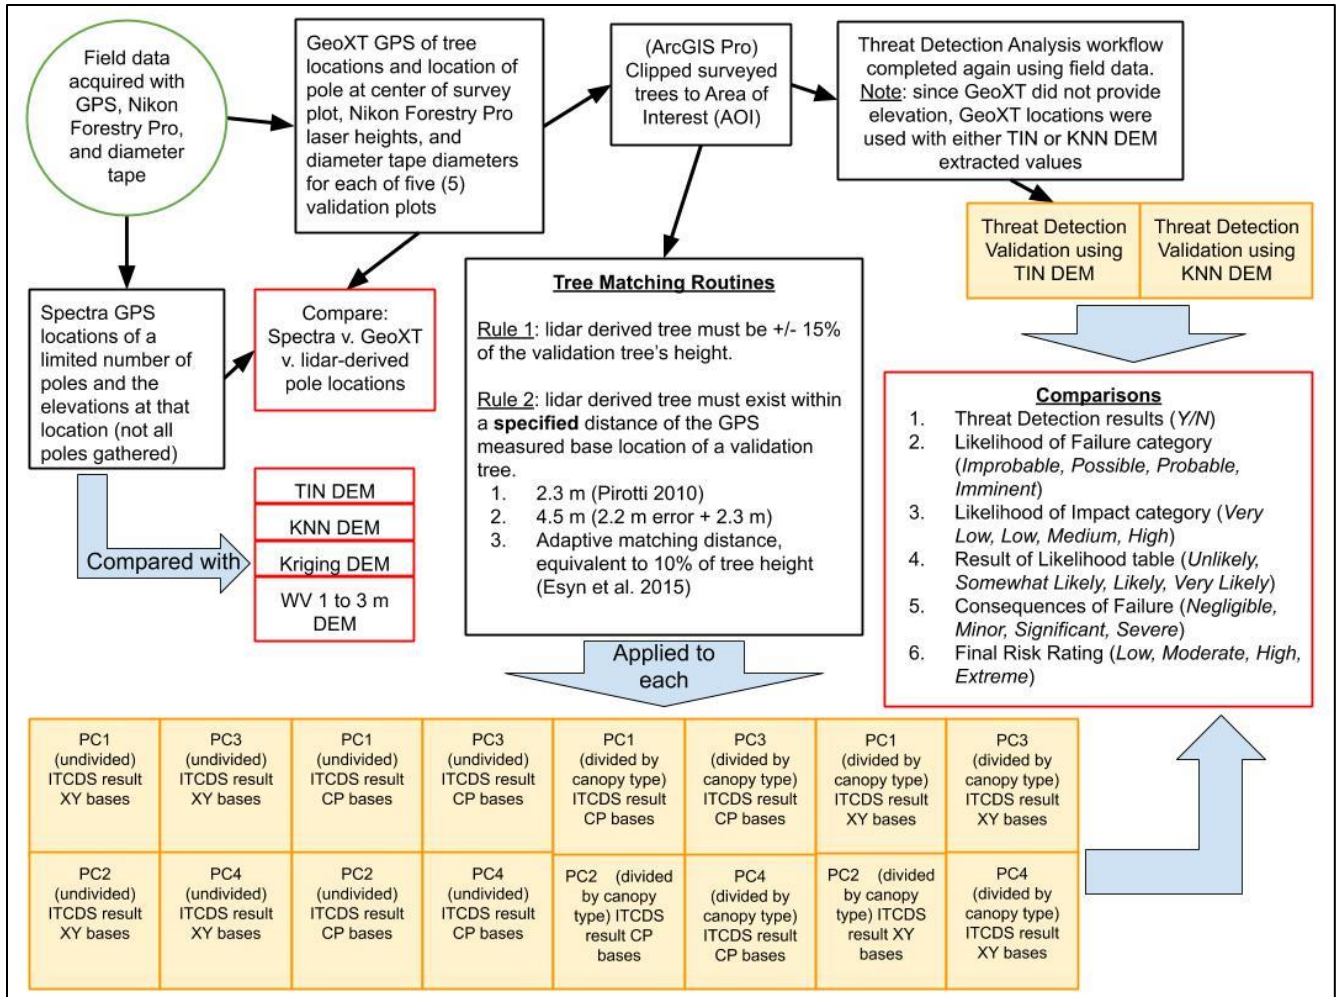 Field data
acquired with
GPS, Nikon
Forestry Pro,
and diameter
tape
GeoXT GPS of tree
locations and location of
pole at center of survey
plot, Nikon Forestry Pro
laser heights, and
diameter tape diameters
for each of five (5)
validation plots
(ArcGIS Pro)
Clipped surveyed
trees to Area of
Interest (AOI)
Threat Detection Analysis workflow
completed again using field data.
Note: since GeoXT did not provide
elevation, GeoXT locations were
used with either TIN or KNN DEM
extracted values
Threat Detection
Validation using
TIN DEM
Threat Detection
Validation using
KNN DEM
Spectra GPS
locations of a
limited number of
poles and the
elevations at that
location (not all
poles gathered)
Compare:
Spectra v. GeoXT
v. lidar-derived
pole locations
Compared with
TIN DEM
KNN DEM
Kriging DEM
WV 1 to 3 m
DEM
Tree Matching Routines
Rule 1: lidar derived tree must be +/- 15%
of the validation tree's height.
Rule 2: lidar derived tree must exist within
a specified distance of the GPS
measured base location of a validation
tree.
1. 2.3 m (Pirotti 2010)
2. 4.5 m (2.2 m error + 2.3 m)
3. Adaptive matching distance,
equivalent to 10% of tree height
(Esyn et al. 2015)
Comparisons
1. Threat Detection results (Y/N)
2. Likelihood of Failure category
(Improbable, Possible, Probable,
Imminent)
3. Likelihood of Impact category (Very
Low, Low, Medium, High)
4. Result of Likelihood table (Unlikely,
Somewhat Likely, Likely, Very Likely)
5. Consequences of Failure (Negligible,
Minor, Significant, Severe)
6. Final Risk Rating (Low, Moderate, High,
Extreme)
Applied to
each
PC1
(undivided)
ITCDS result
XY bases
PC3
(undivided)
ITCDS result
XY bases
PC1
(undivided)
ITCDS result
CP bases
PC3
(undivided)
ITCDS result
CP bases
PC1
(divided by
canopy type)
ITCDS result
CP bases
PC3
(divided by
canopy type)
ITCDS result
CP bases
PC1
(divided by
canopy type)
ITCDS result
XY bases
PC3
(divided by
canopy type)
ITCDS result
XY bases
PC2
(undivided)
ITCDS result
XY bases
PC4
(undivided)
ITCDS result
XY bases
PC2
(undivided)
ITCDS result
CP bases
PC4
(undivided)
ITCDS result
CP bases
PC2 (divided
by canopy
type) ITCDS
result CP
bases
PC4
(divided by
canopy type)
ITCDS result
CP bases
PC2 (divided
by canopy
type) ITCDS
result XY
bases
PC4
(divided by
canopy type)
ITCDS result
XY bases